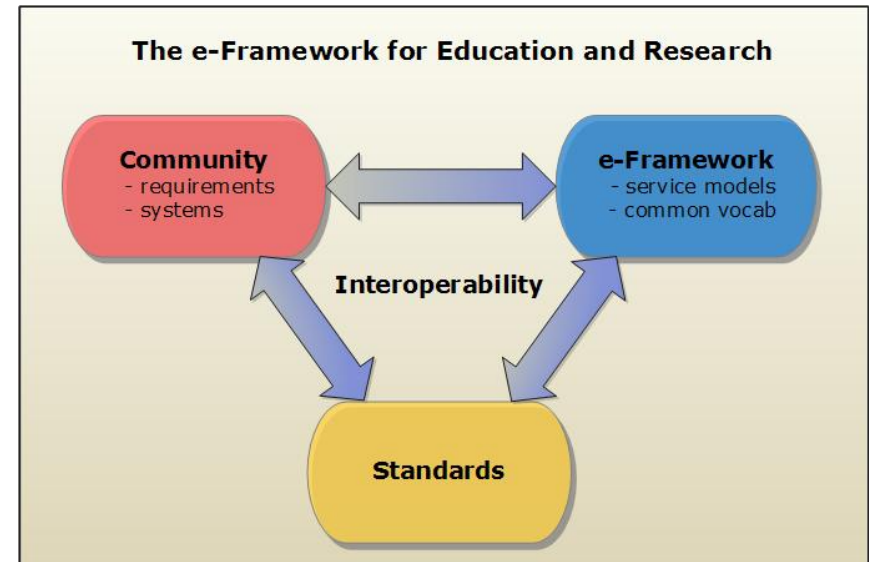 The e-Framework for Education and Research
Community
- requirements
- systems
e-Framework
- service models
- common vocab
Interoperability
Standards